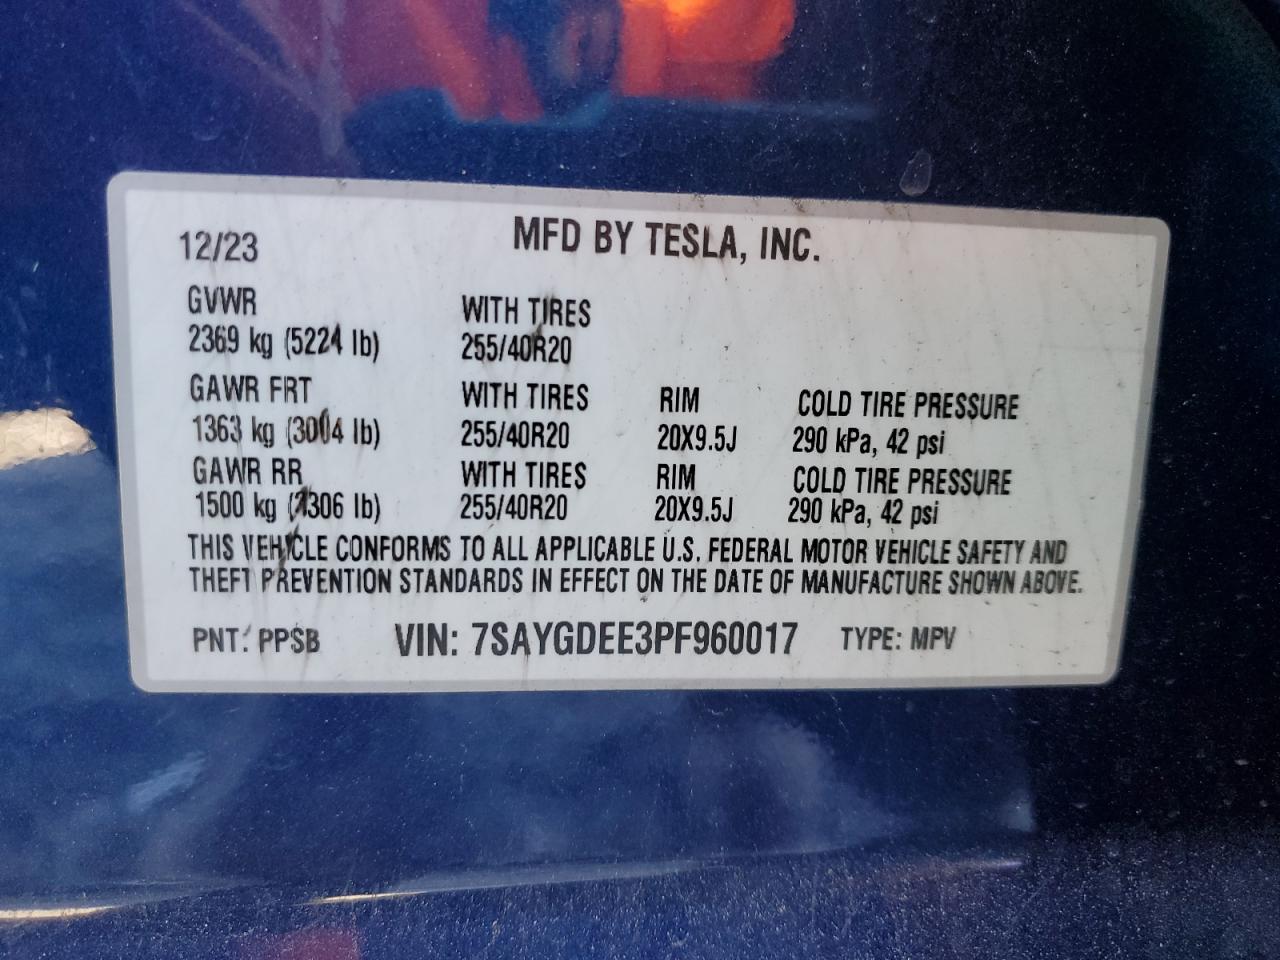 12/23 MFD BY TESLA, INC.
GVWR WITH TIRES
2369 kg (5224 lb) 255/40R20
GAWR FRT WITH TIRES RIM COLD TIRE PRESSURE
1363 kg (3004 lb) 255/40R20 20X9.5J 290 kPa, 42 psi
GAWR RR WITH TIRES RIM COLD TIRE PRESSURE
1500 kg (3306 lb) 255/40R20 20X9.5J 290 kPa, 42 psi
THIS VEHICLE CONFORMS TO ALL APPLICABLE U.S. FEDERAL MOTOR VEHICLE SAFETY AND
THEFT PREVENTION STANDARDS IN EFFECT ON THE DATE OF MANUFACTURE SHOWN ABOVE.
PNT: PPSB VIN: 7SAYGDEE3PF960017 TYPE: MPV